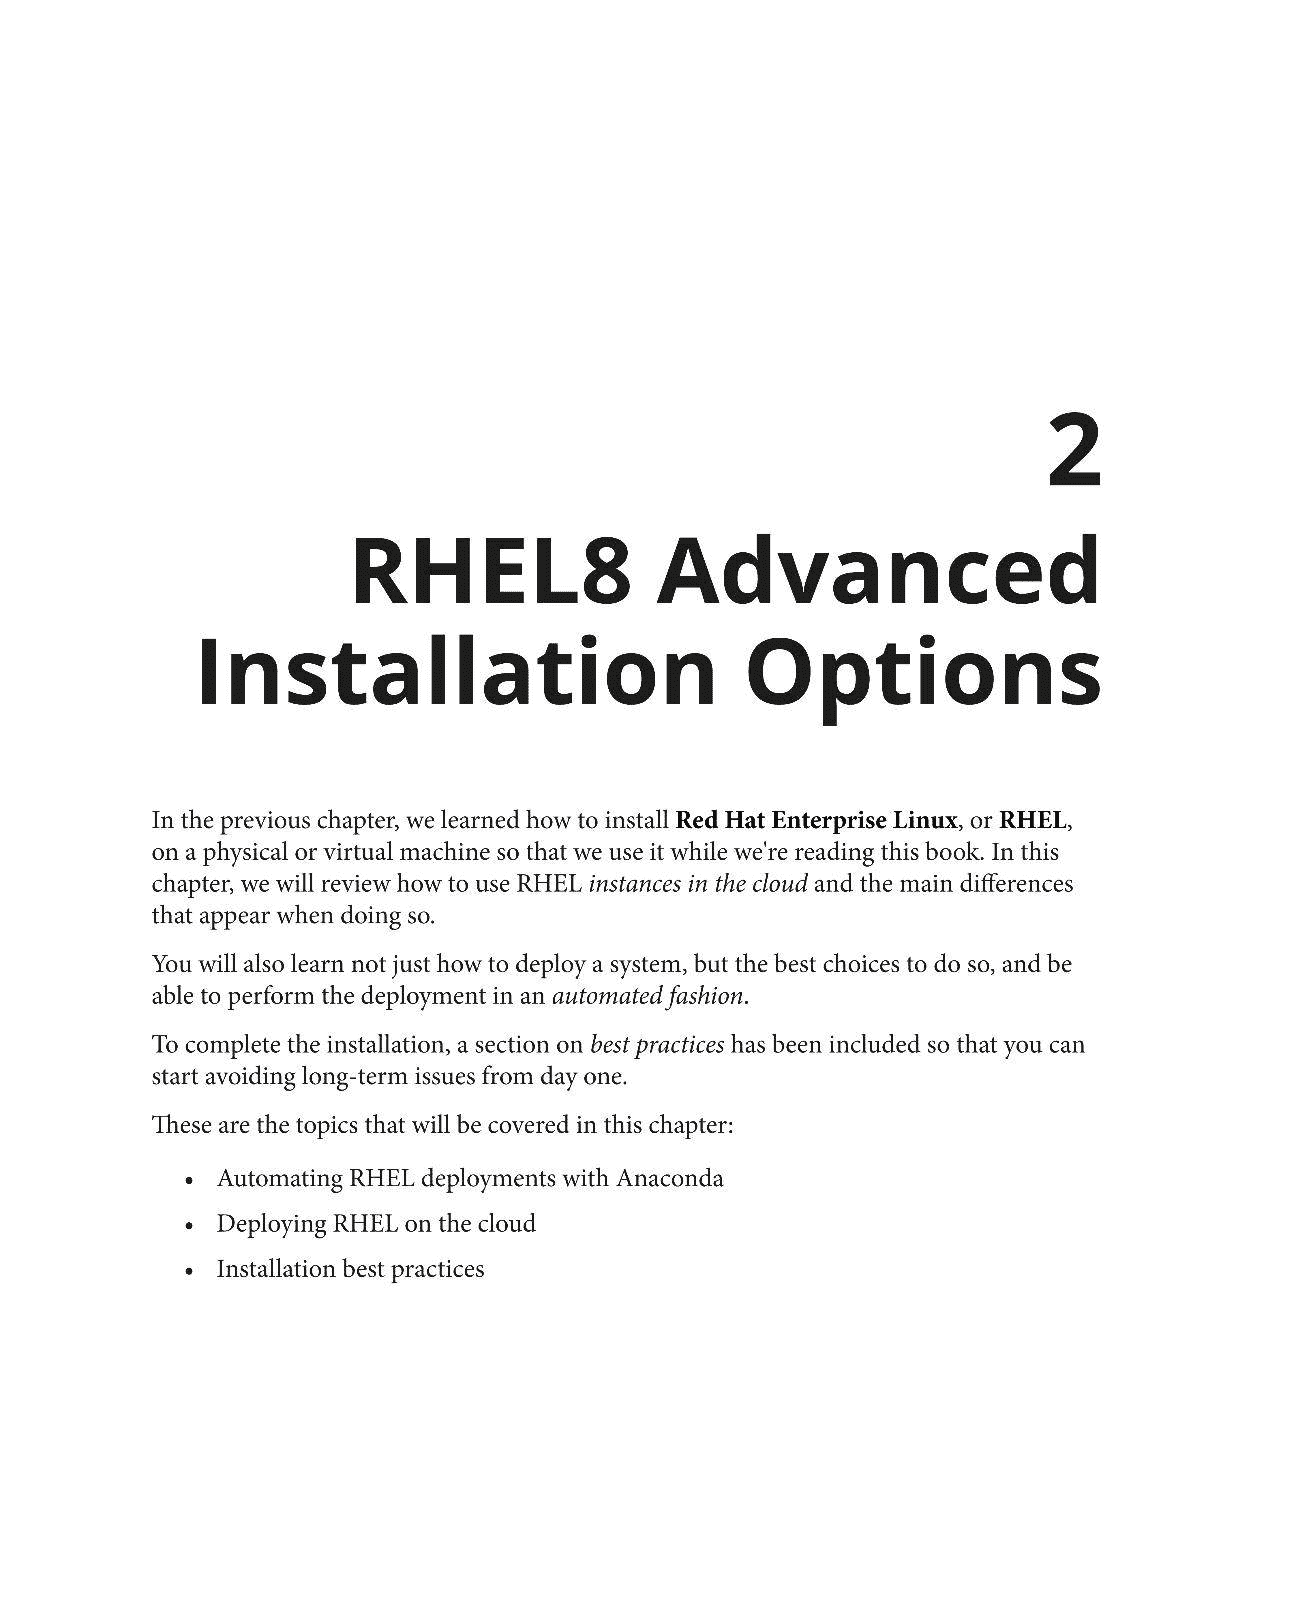 2
RHEL8 Advanced
Installation Options
In the previous chapter, we learned how to install Red Hat Enterprise Linux, or RHEL,
on a physical or virtual machine so that we use it while we're reading this book. In this
chapter, we will review how to use RHEL instances in the cloud and the main differences
that appear when doing so.
You will also learn not just how to deploy a system, but the best choices to do so, and be
able to perform the deployment in an automated fashion.
To complete the installation, a section on best practices has been included so that you can
start avoiding long-term issues from day one.
These are the topics that will be covered in this chapter:
• Automating RHEL deployments with Anaconda
• Deploying RHEL on the cloud
• Installation best practices